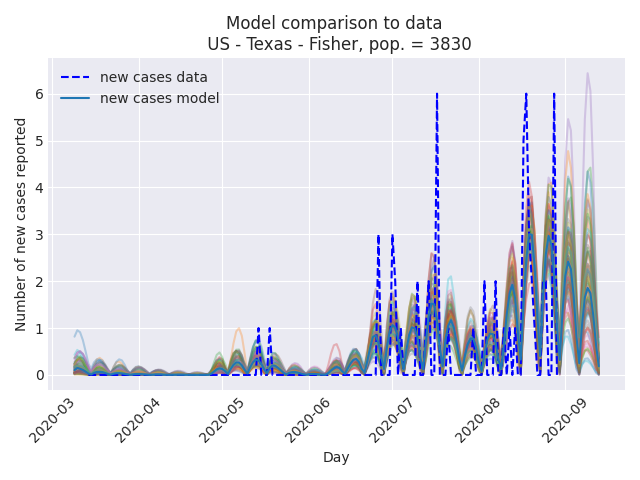 Model comparison to data
US - Texas - Fisher, pop. = 3830
new cases data
new cases model
Number of new cases reported
6
5
4
3
2
1
0
2020-03
2020-04
2020-05
2020-06
2020-07
2020-08
2020-09
Day